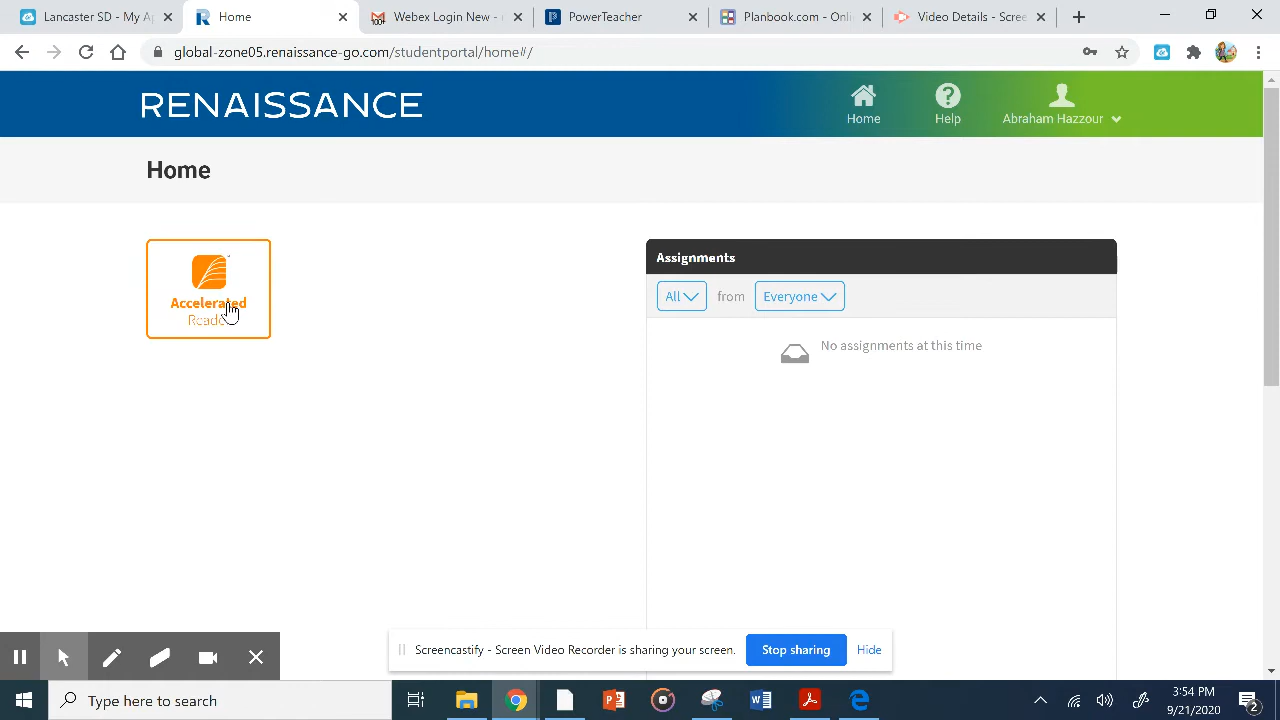 Lancaster SD - My Ap
Home
Webex Login New -
PowerTeacher
Planbook.com - Onli
Video Details - Scree
global-zone05.renaissance-go.com/studentportal/home#/
RENAISSANCE
Home
Help
Abraham Hazzour
Home
Accelerated
Reader
Assignments
All from Everyone
No assignments at this time
Screencastify - Screen Video Recorder is sharing your screen.
Stop sharing
Hide
Type here to search
3:54 PM
9/21/2020
2